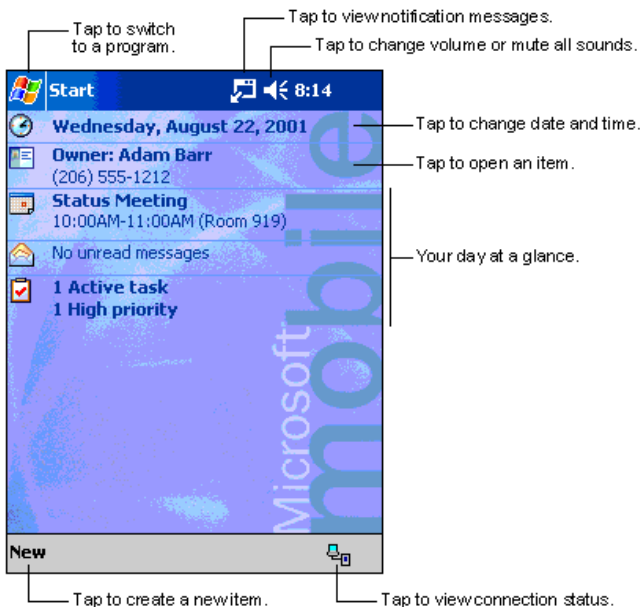 Tap to switch
to a program.
Tap to view notification messages.
Tap to change volume or mute all sounds.
Start
8:14
Wednesday, August 22, 2001
Tap to change date and time.
Owner: Adam Barr
(206) 555-1212
Tap to open an item.
Status Meeting
10:00AM-11:00AM (Room 919)
No unread messages
Your day at a glance.
1 Active task
1 High priority
Microsoft
mobile
New
Tap to create a new item.
Tap to view connection status.